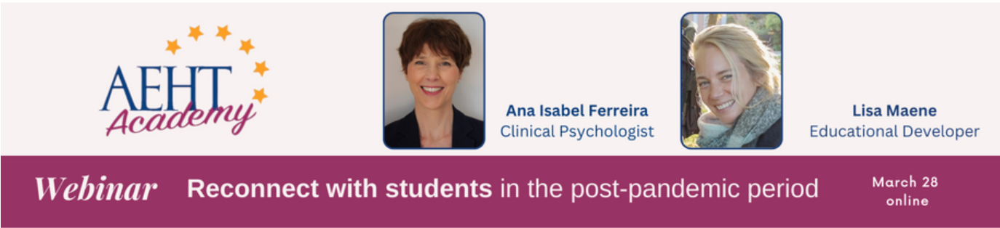 AEHT
Academy
Ana Isabel Ferreira
Clinical Psychologist
Lisa Maene
Educational Developer
Webinar
Reconnect with students in the post-pandemic period
March 28
online